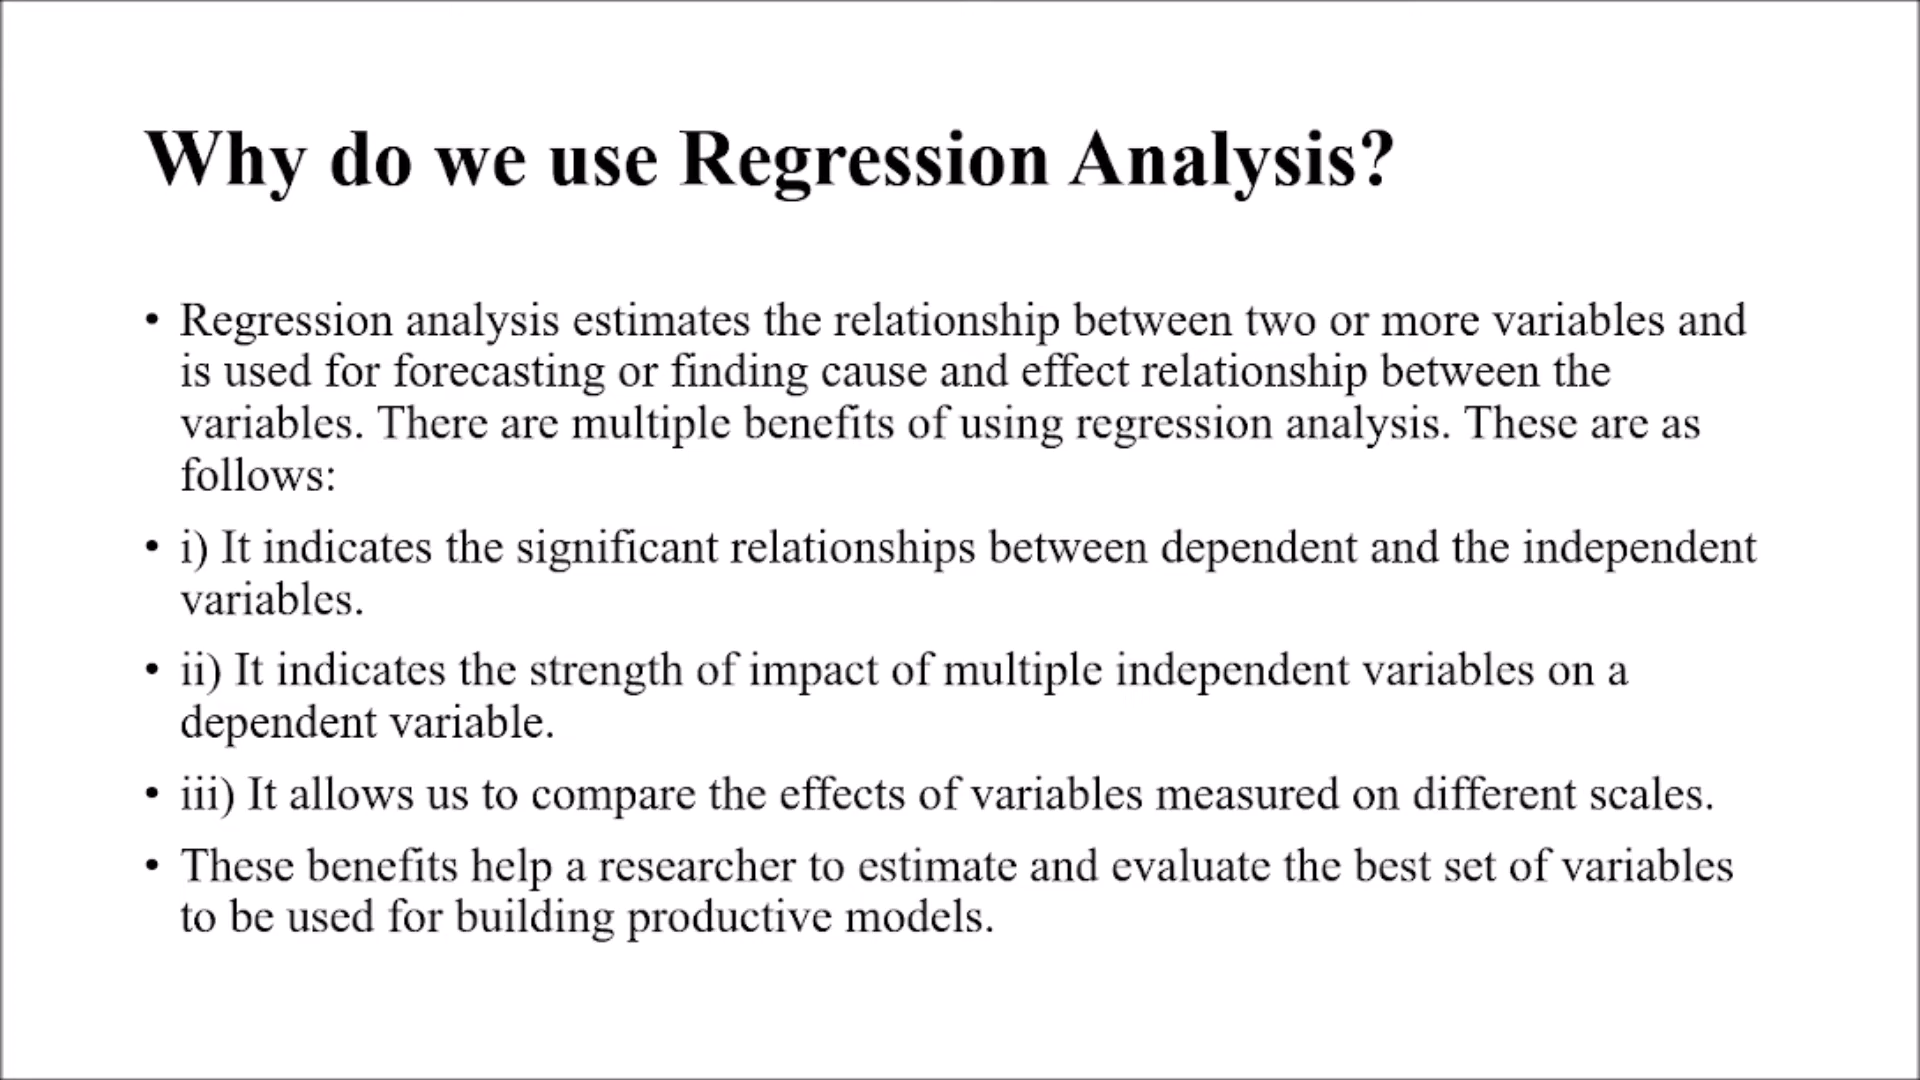 Why do we use Regression Analysis?
• Regression analysis estimates the relationship between two or more variables and
is used for forecasting or finding cause and effect relationship between the
variables. There are multiple benefits of using regression analysis. These are as
follows:
• i) It indicates the significant relationships between dependent and the independent
variables.
• ii) It indicates the strength of impact of multiple independent variables on a
dependent variable.
• iii) It allows us to compare the effects of variables measured on different scales.
• These benefits help a researcher to estimate and evaluate the best set of variables
to be used for building productive models.